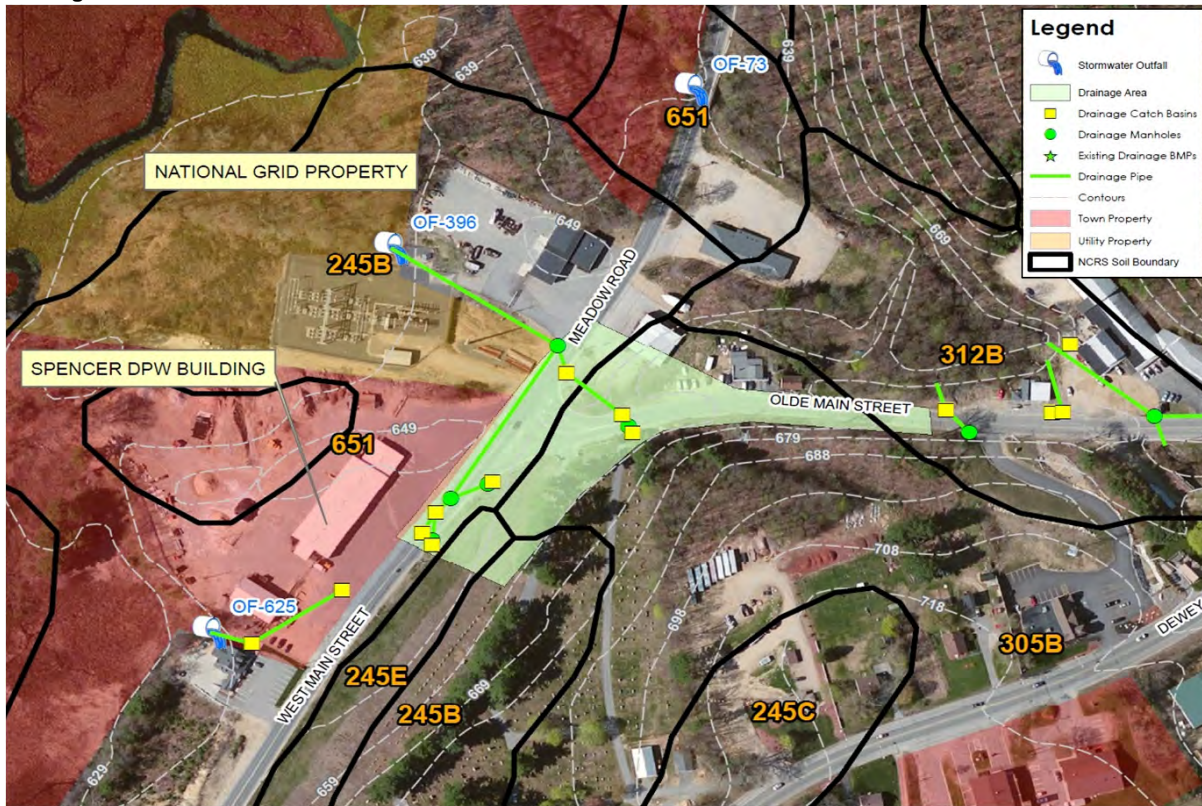 639
639
639
OF-73
651
NATIONAL GRID PROPERTY
649
669
OF-396
245B
MEADOW ROAD
SPENCER DPW BUILDING
312B
OLDE MAIN STREET
649
651
679
688
OF-625
708
718
698
DEWEY
WEST MAIN STREET
245E
245B
669
245C
305B
659
629
Legend
Stormwater Outfall
Drainage Area
Drainage Catch Basins
Drainage Manholes
Existing Drainage BMPs
Drainage Pipe
Contours
Town Property
Utility Property
NCRS Soil Boundary